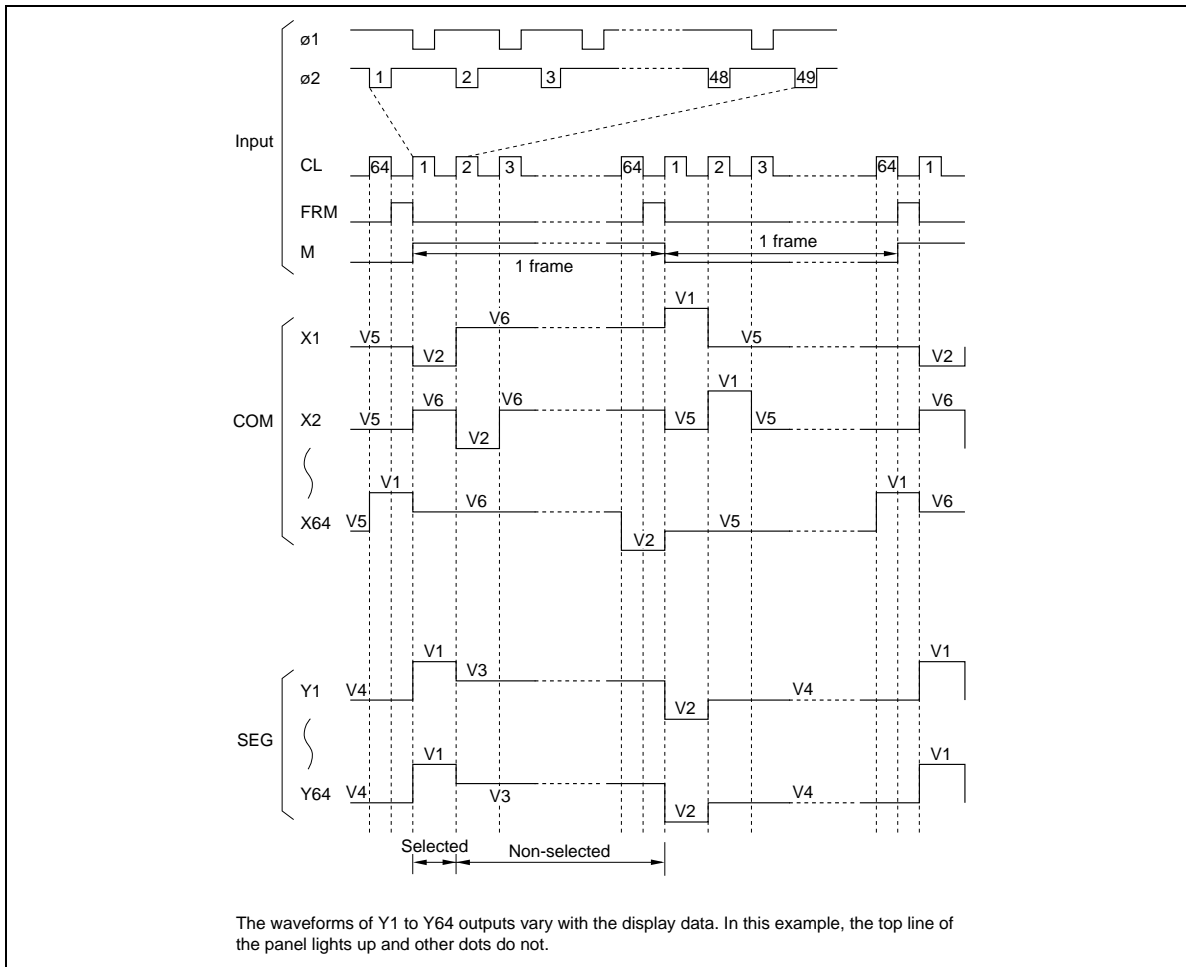 ø1
ø2 1 2 3 48 49
Input
CL 64 1 2 3 64 1 2 3 64 1
FRM
M 1 frame 1 frame
COM
X1 V5 V2 V6 V1 V5 V2
X2 V5 V6 V2 V6 V5 V1 V5 V6
X64 V5 V1 V6 V2 V5 V1 V6
SEG
Y1 V4 V1 V3 V2 V4 V1
Y64 V4 V1 V3 V2 V4 V1
Selected Non-selected
The waveforms of Y1 to Y64 outputs vary with the display data. In this example, the top line of
the panel lights up and other dots do not.